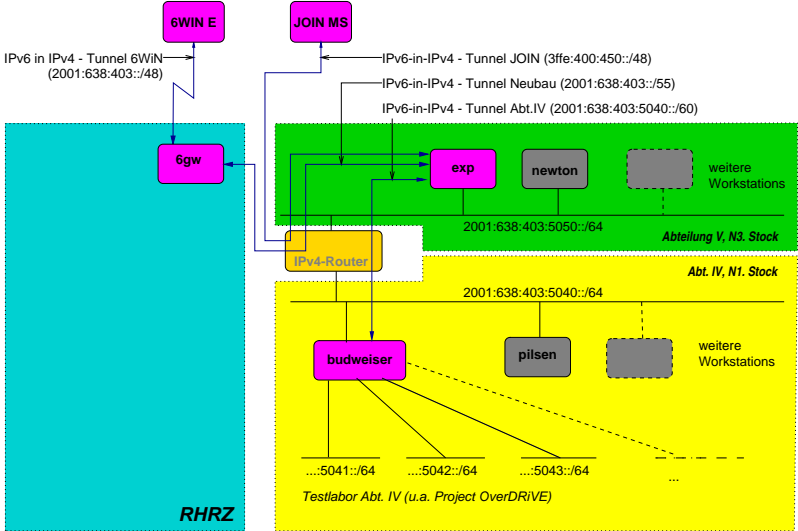 6WIN E
JOIN MS
IPv6 in IPv4 - Tunnel 6WiN
(2001:638:403::/48)
IPv6-in-IPv4 - Tunnel JOIN (3ffe:400:450::/48)
IPv6-in-IPv4 - Tunnel Neubau (2001:638:403::/55)
IPv6-in-IPv4 - Tunnel Abt.IV (2001:638:403:5040::/60)
6gw
exp
newton
weitere
Workstations
2001:638:403:5050::/64
Abteilung V, N3. Stock
IPv4-Router
Abt. IV, N1. Stock
2001:638:403:5040::/64
budweiser
pilsen
weitere
Workstations
...:5041::/64
...:5042::/64
...:5043::/64
...
Testlabor Abt. IV (u.a. Project OverDRiVE)
RHRZ